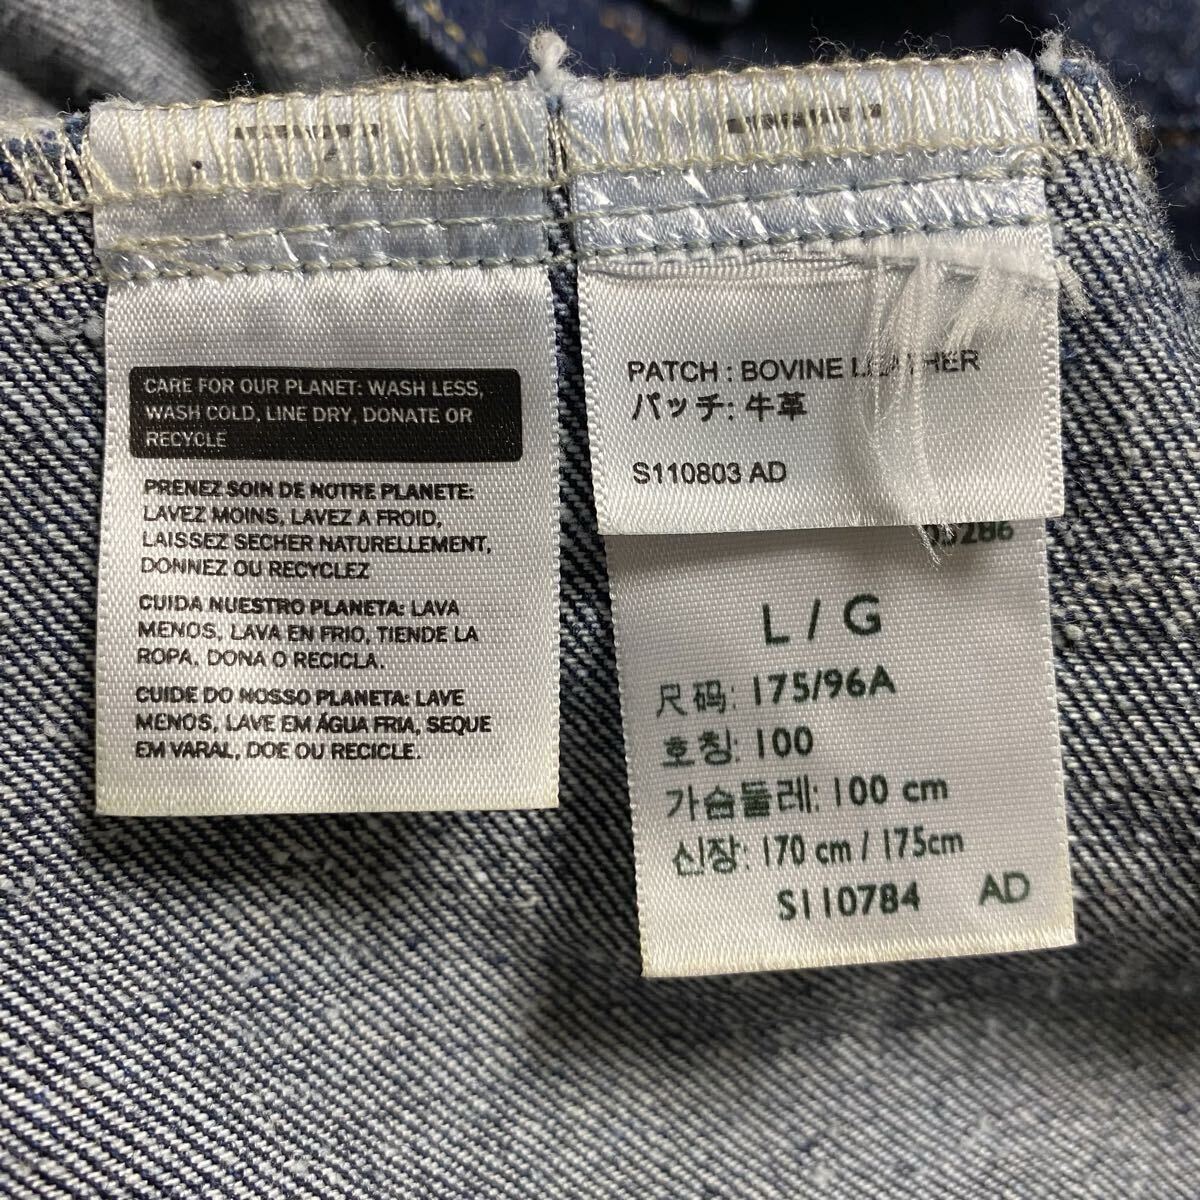 CARE FOR OUR PLANET: WASH LESS,
WASH COLD, LINE DRY, DONATE OR
RECYCLE
PRENEZ SOIN DE NOTRE PLANETE:
LAVEZ MOINS, LAVEZ A FROID,
LAISSEZ SECHER NATURELLEMENT,
DONNEZ OU RECYCLEZ
CUIDA NUESTRO PLANETA: LAVA
MENOS, LAVA EN FRIO, TIENDE LA
ROPA, DONA O RECICLA.
CUIDE DO NOSSO PLANETA: LAVE
MENOS, LAVE EM ÁGUA FRIA, SEQUE
EM VARAL, DOE OU RECICLE.
PATCH : BOVINE LEATHER
パッチ: 牛革
S110803 AD
L / G
尺码: 175/96A
호칭: 100
가슴둘레: 100 cm
신장: 170 cm / 175cm
S110784 AD